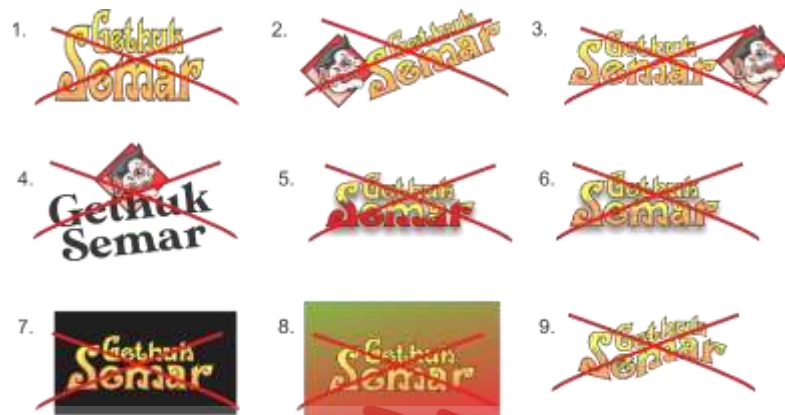 1.
Gethuk
Semar
2.
Gethuk
Semar
3.
Gethuk
Semar
4.
Gethuk
Semar
5.
Gethuk
Semar
6.
Gethuk
Semar
7.
Gethuk
Semar
8.
Gethuk
Semar
9.
Gethuk
Semar